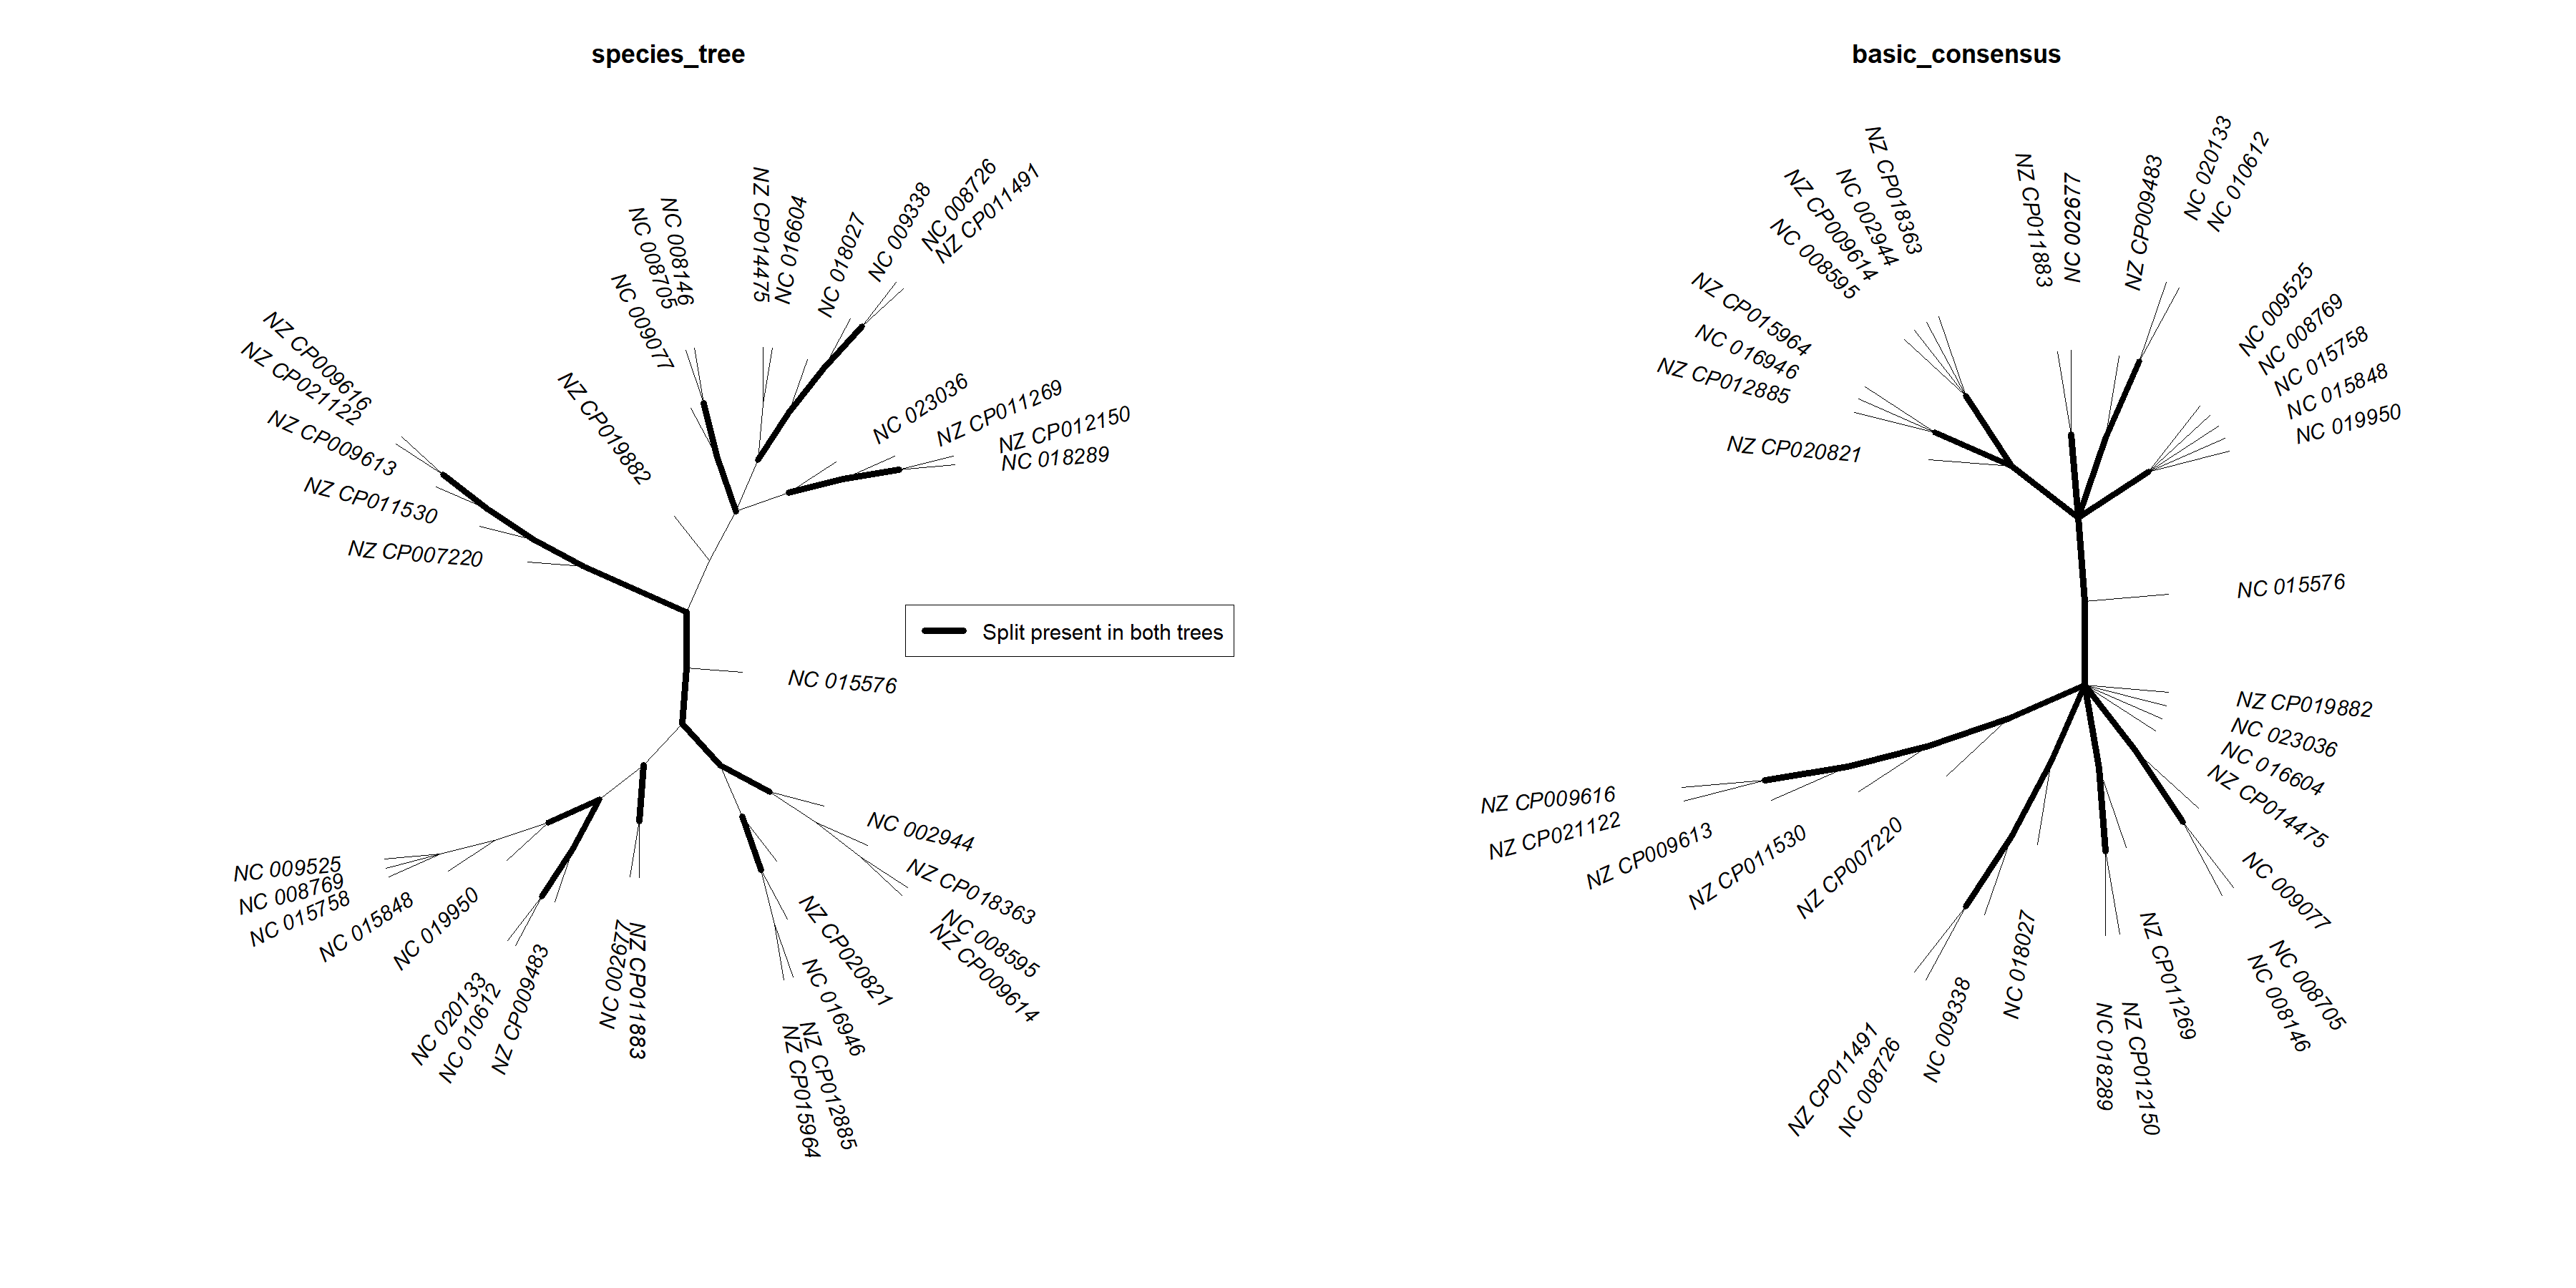 species_tree
NC 008726
NZ CP011491
NC 009338
NC 018027
NC 016604
NZ CP014475
NC 008146
NC 008705
NC 009077
NZ CP019882
NC 023036
NZ CP011269
NZ CP012150
NC 018289
NZ CP009616
NZ CP021122
NZ CP009613
NZ CP011530
NZ CP007220
Split present in both trees
NC 015576
NC 002944
NZ CP018363
NC 008595
NZ CP009614
NZ CP020821
NC 016946
NZ CP012885
NZ CP015964
NC 009525
NC 008769
NC 015758
NC 015848
NC 019950
NC 020133
NC 010612
NZ CP009483
NC 002677
NZ CP011883
basic_consensus
NZ CP018363
NC 002944
NZ CP009614
NC 008595
NZ CP015964
NC 016946
NZ CP012885
NZ CP020821
NZ CP011883
NC 002677
NZ CP009483
NC 020133
NC 010612
NC 009525
NC 008769
NC 015758
NC 015848
NC 019950
NC 015576
NZ CP019882
NC 023036
NC 016604
NZ CP014475
NC 009077
NC 008705
NC 008146
NZ CP011269
NZ CP012150
NC 018289
NC 018027
NC 009338
NC 008726
NZ CP011491
NZ CP007220
NZ CP011530
NZ CP009613
NZ CP021122
NZ CP009616